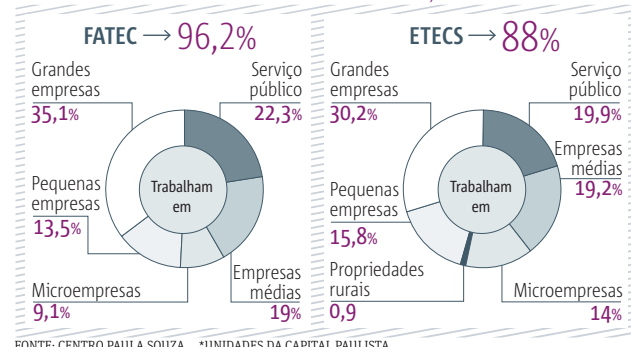 FATEC → 96,2%
Grandes
empresas
35,1%
Serviço
público
22,3%
Trabalham
em
Pequenas
empresas
13,5%
Microempresas
9,1%
Empresas
médias
19%
ETECS → 88%
Grandes
empresas
30,2%
Serviço
público
19,9%
Empresas
médias
19,2%
Trabalham
em
Pequenas
empresas
15,8%
Propriedades
rurais
0,9
Microempresas
14%
FONTE: CENTRO PAULA SOUZA *UNIDADES DA CAPITAL PAULISTA